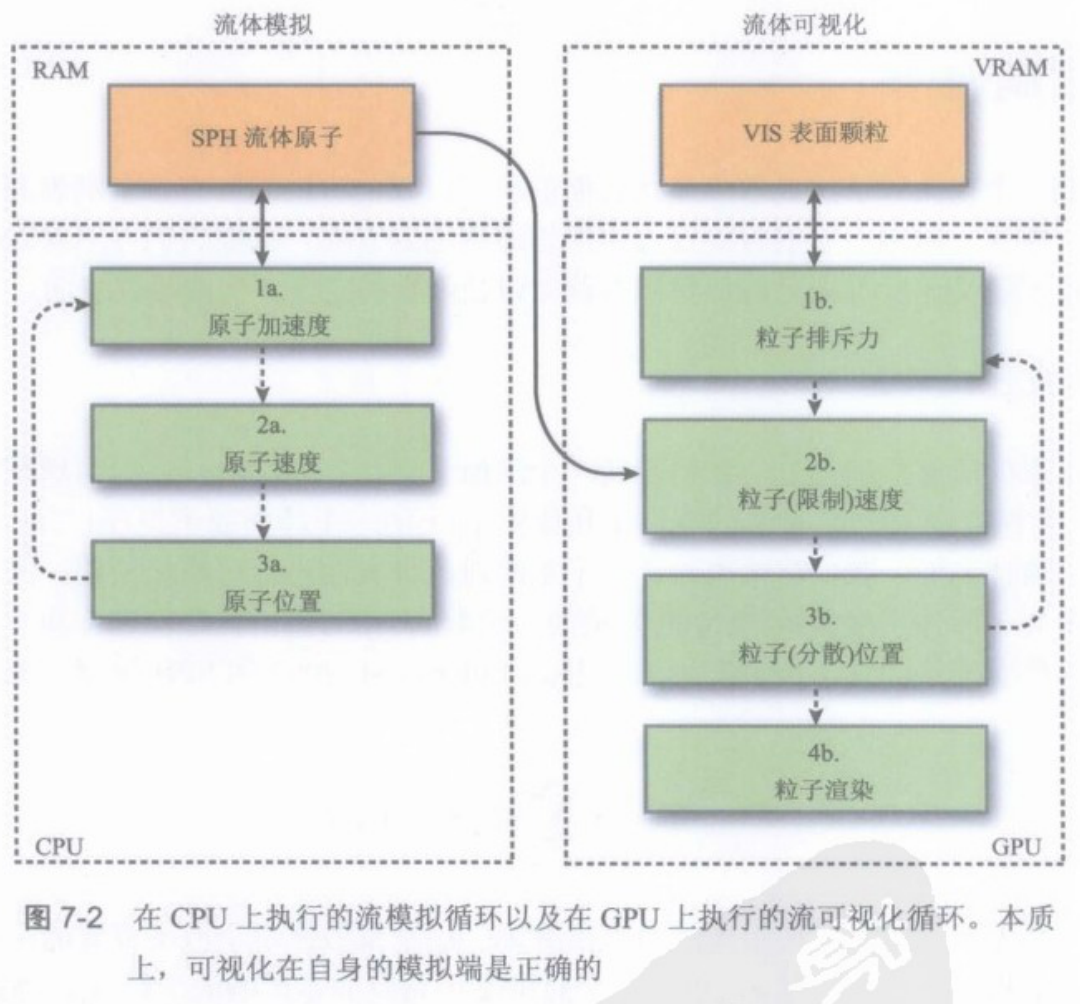 流体模拟
流体可视化
RAM
SPH 流体原子
1a.
原子加速度
2a.
原子速度
3a.
原子位置
CPU
VRAM
VIS 表面颗粒
1b.
粒子排斥力
2b.
粒子(限制)速度
3b.
粒子(分散)位置
4b.
粒子渲染
GPU
图 7-2 在 CPU 上执行的流模拟循环以及在 GPU 上执行的流可视化循环。本质
上，可视化在自身的模拟端是正确的